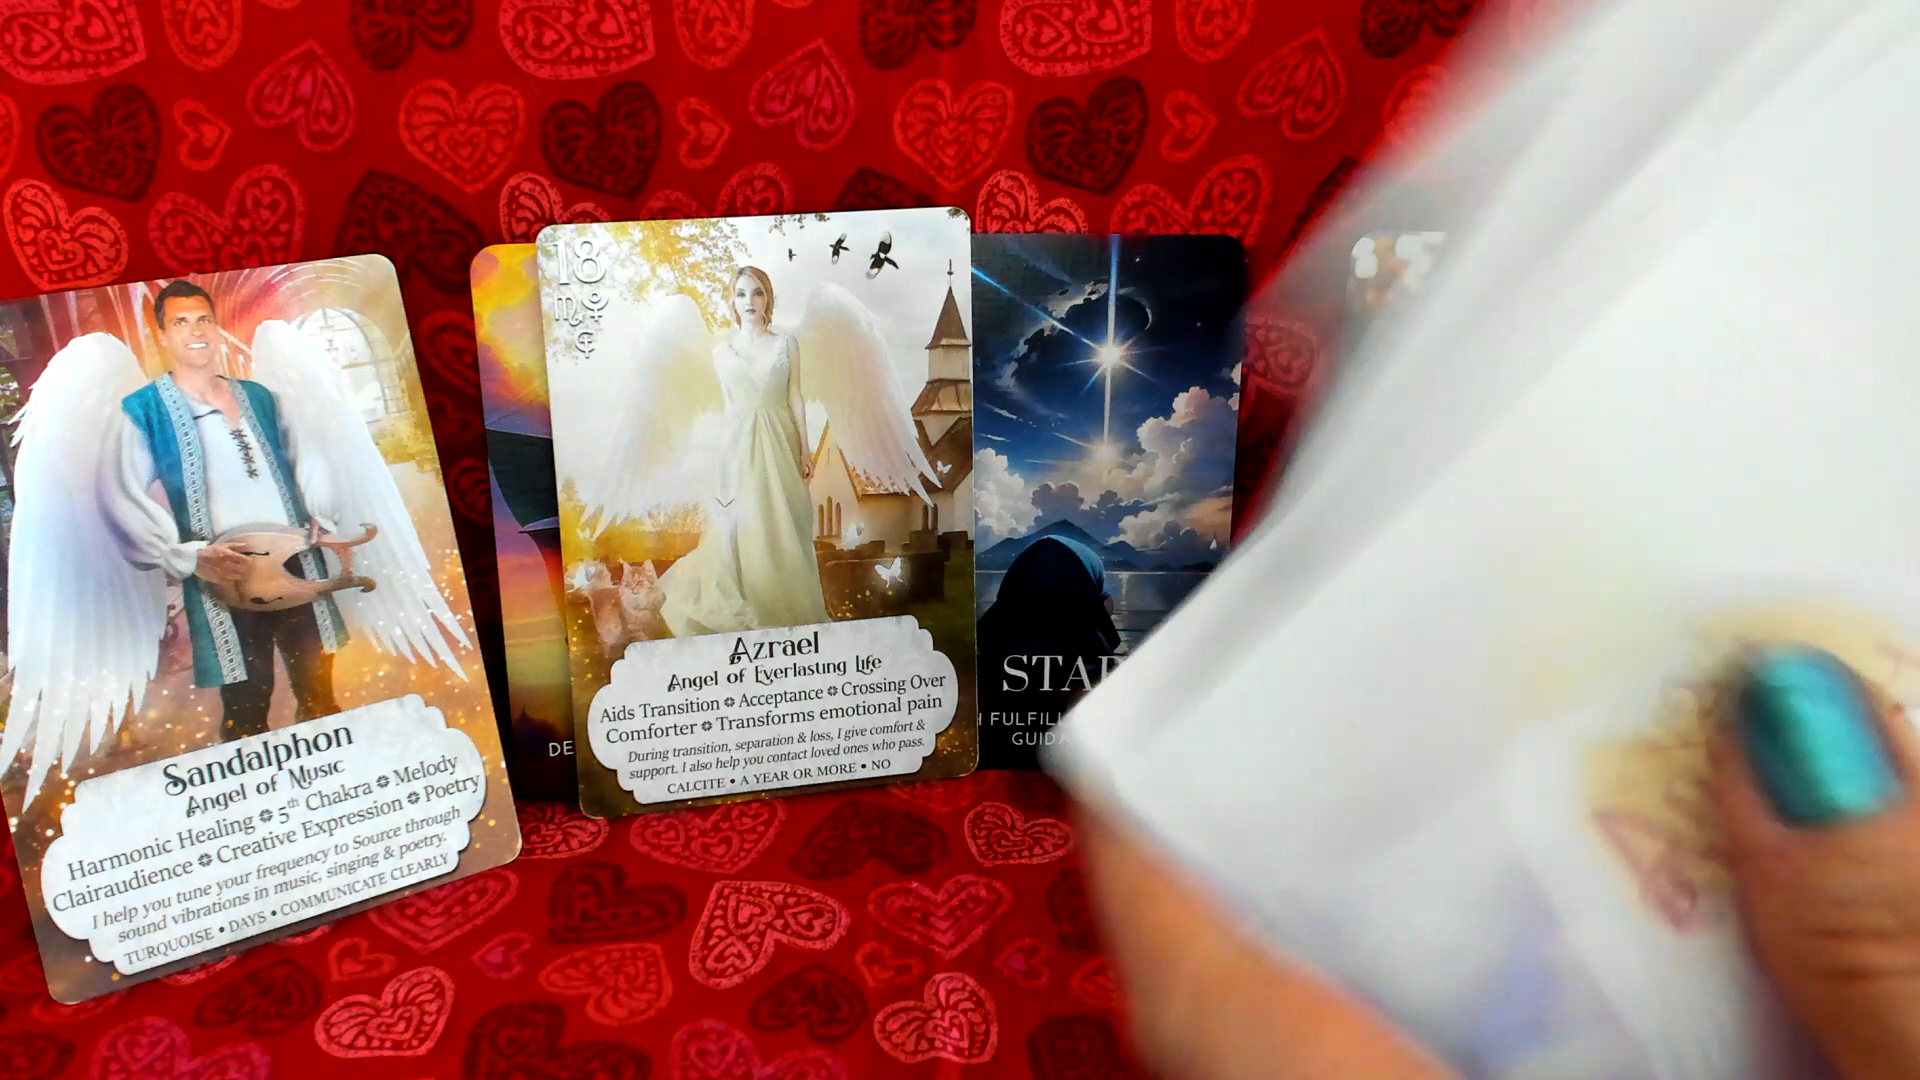 Sandalphon
Angel of Music
Harmonic Healing ❉ 5th Chakra ❉ Melody
Clairaudience ❉ Creative Expression ❉ Poetry
I help you tune your frequency to Source through
sound vibrations in music, singing & poetry.
TURQUOISE • DAYS • COMMUNICATE CLEARLY
DE
18
Azrael
Angel of Everlasting Life
Aids Transition ❉ Acceptance ❉ Crossing Over
Comforter ❉ Transforms emotional pain
During transition, separation & loss, I give comfort &
support. I also help you contact loved ones who pass.
CALCITE • A YEAR OR MORE • NO
STAR
H FULFILL
GUIDA